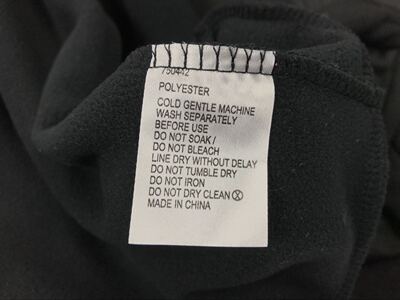 750442
POLYESTER
COLD GENTLE MACHINE
WASH SEPARATELY
BEFORE USE
DO NOT SOAK/
DO NOT BLEACH
LINE DRY WITHOUT DELAY
DO NOT TUMBLE DRY
DO NOT IRON
DO NOT DRY CLEAN Ⓧ
MADE IN CHINA